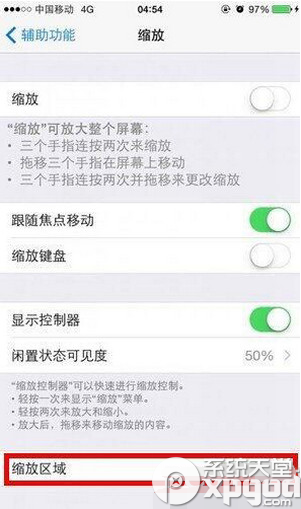 中国移动 4G 04:54 57%
辅助功能 缩放
缩放
“缩放”可放大整个屏幕：
• 三个手指连按两次来缩放
• 拖移三个手指在屏幕上移动
• 三个手指连按两次并拖移来更改缩放
跟随焦点移动
缩放键盘
显示控制器
闲置状态可见度 50%
“缩放控制器”可以快速进行缩放控制。
• 轻按一次来显示“缩放”菜单。
• 轻按两次来放大和缩小。
• 放大后，拖移来移动缩放的内容。
缩放区域
系统天堂
xpgod.com